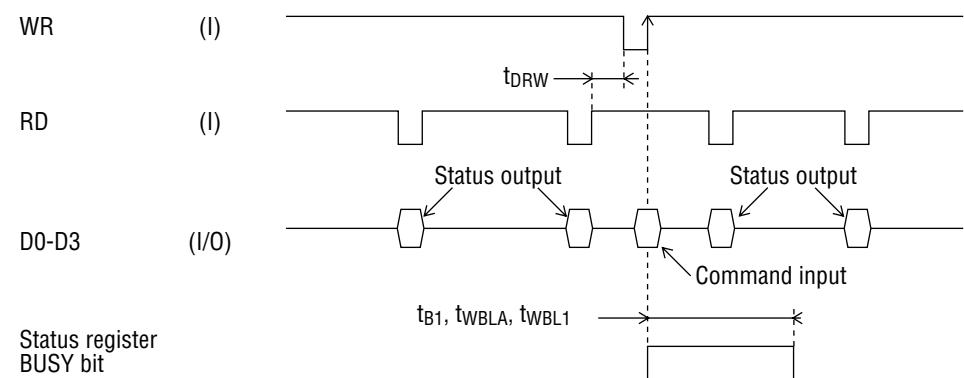 WR (I)
tDRW
RD (I)
Status output Status output
D0-D3 (I/O)
Command input
tB1, tWBLA, tWBL1
Status register
BUSY bit